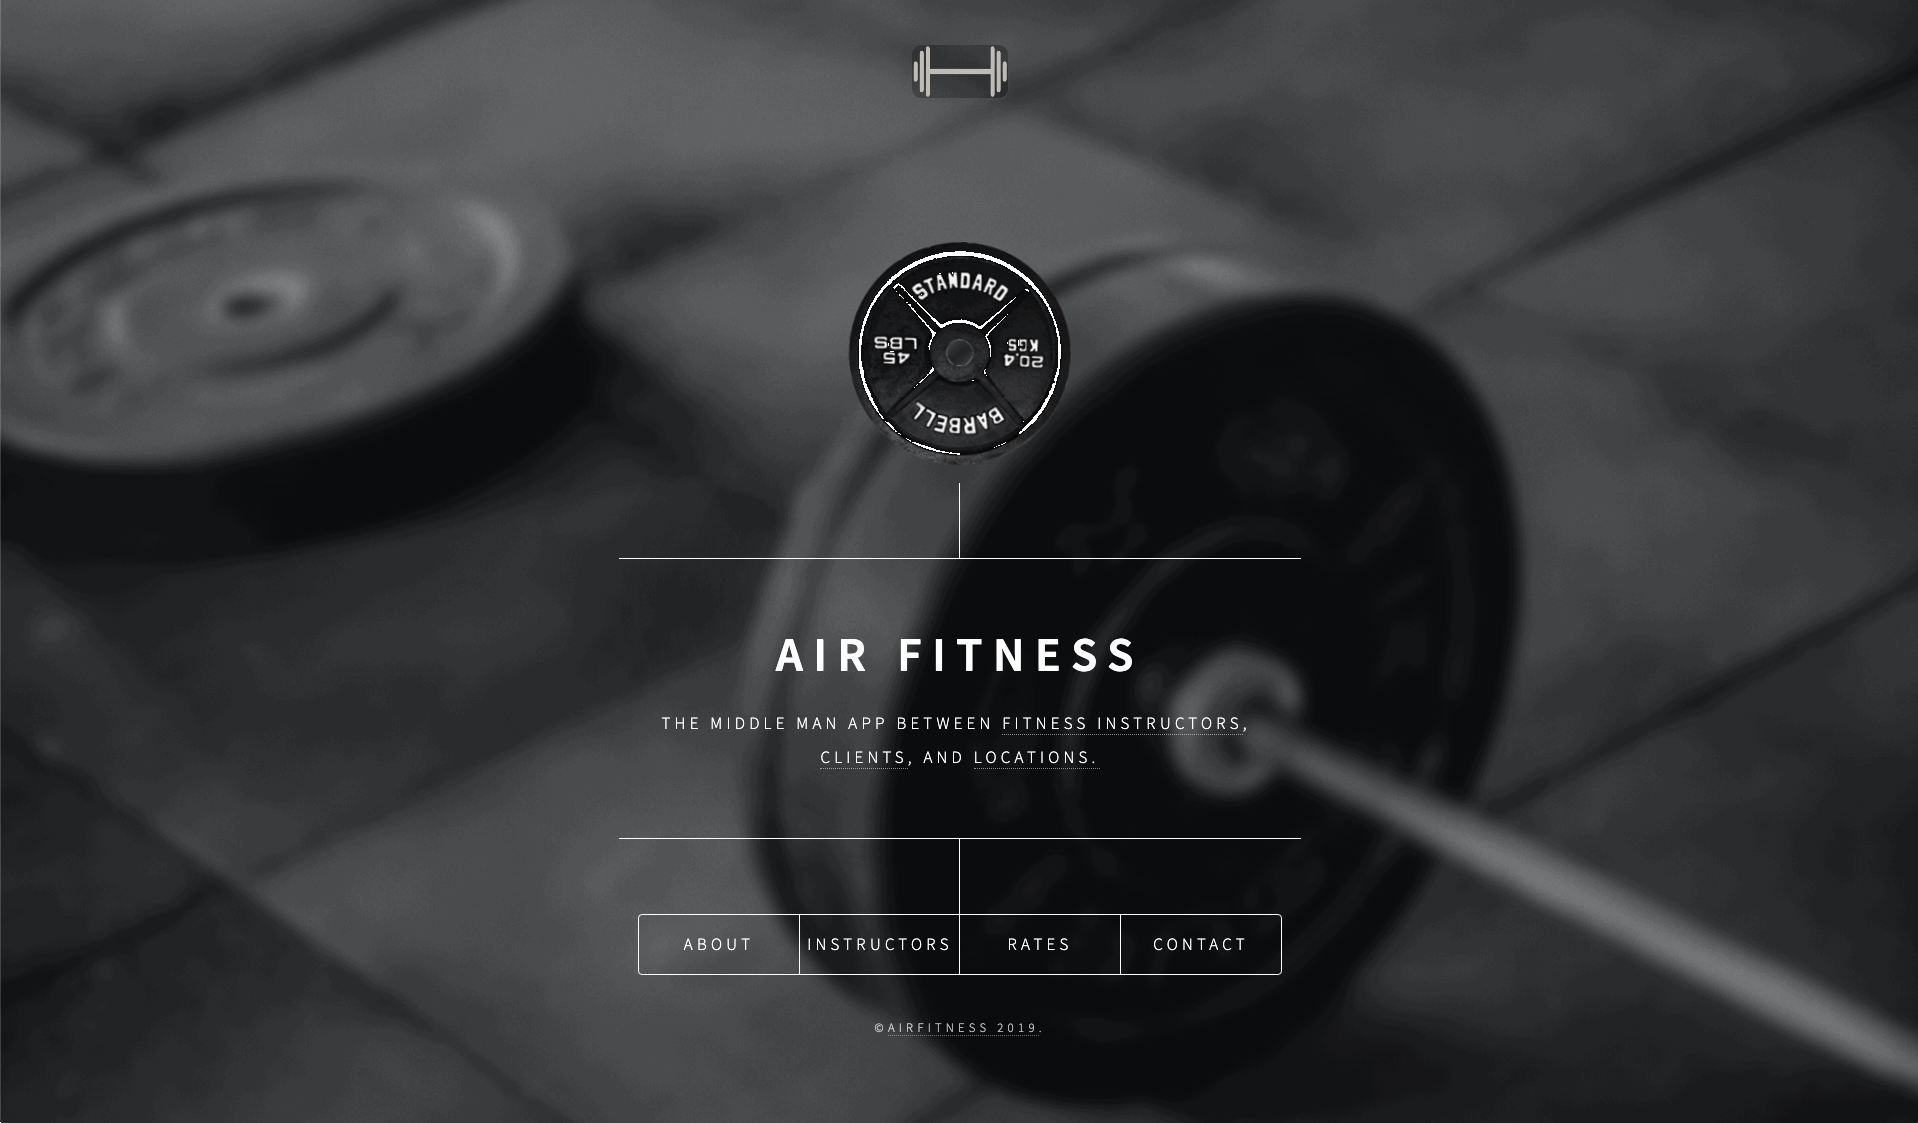 STANDARD
45 LBS
20.4 KGS
BARBELL
AIR FITNESS
THE MIDDLE MAN APP BETWEEN FITNESS INSTRUCTORS,
CLIENTS, AND LOCATIONS.
ABOUT INSTRUCTORS RATES CONTACT
©AIRFITNESS 2019.